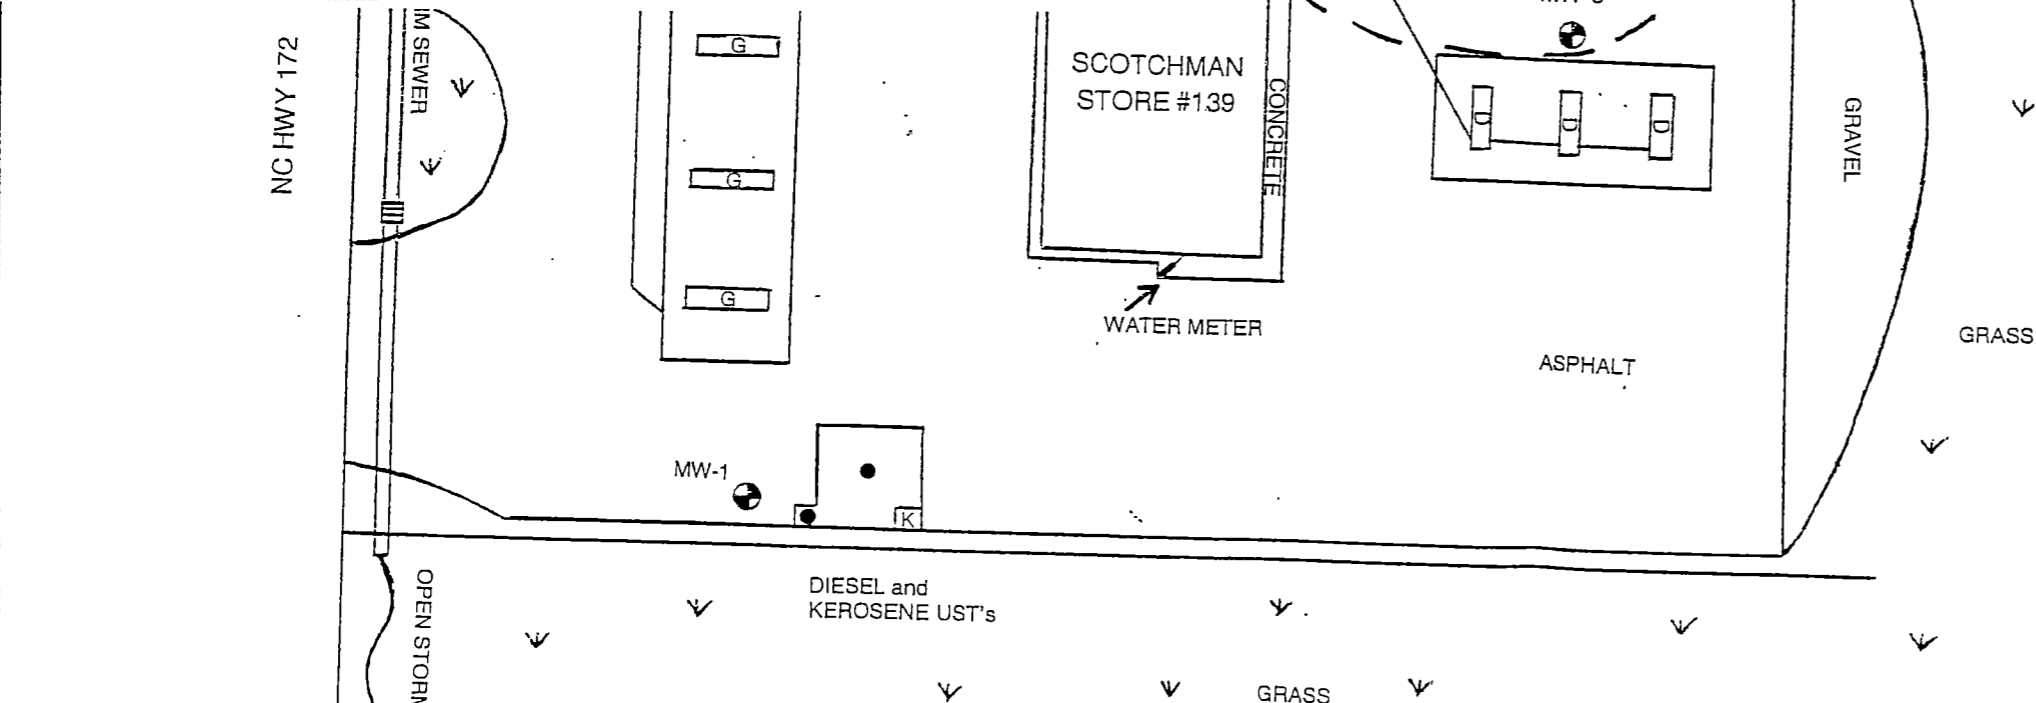 NC HWY 172
M SEWER
G
G
G
SCOTCHMAN
STORE #139
CONCRETE
D
D
D
GRAVEL
WATER METER
GRASS
ASPHALT
MW-1
K
OPEN STORM
DIESEL and
KEROSENE UST's
GRASS